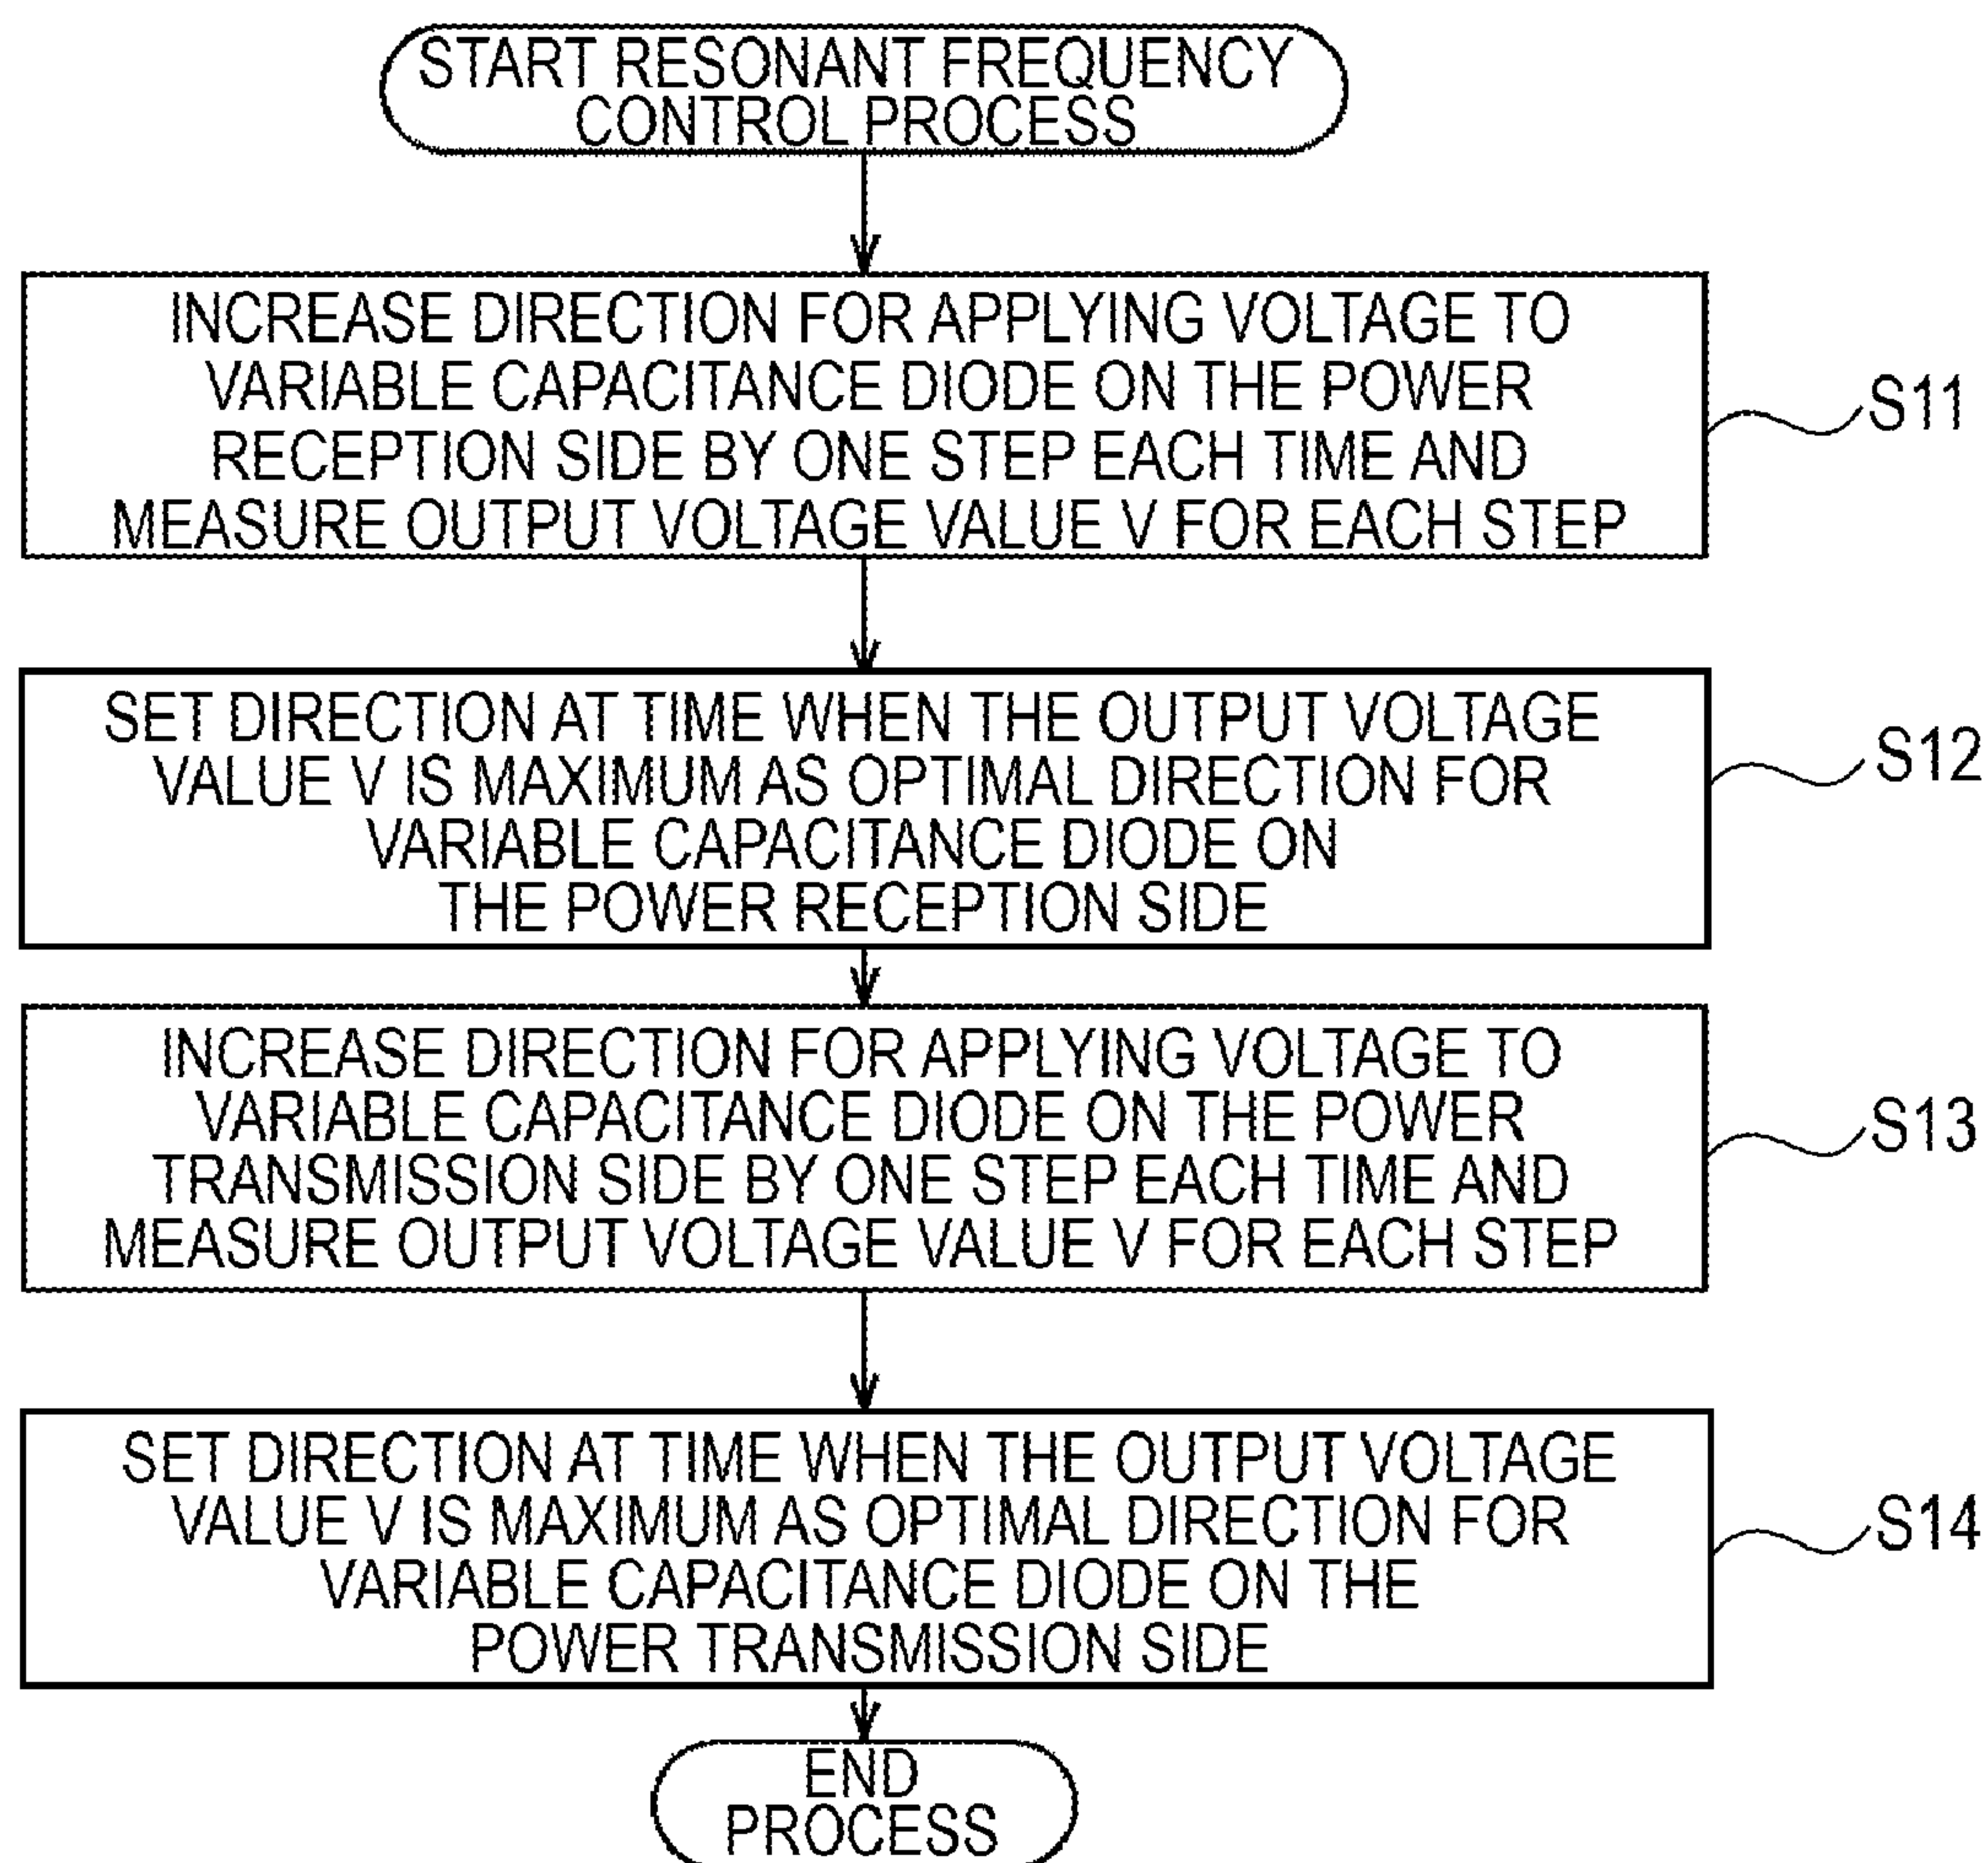 START RESONANT FREQUENCY
CONTROL PROCESS
INCREASE DIRECTION FOR APPLYING VOLTAGE TO
VARIABLE CAPACITANCE DIODE ON THE POWER
RECEPTION SIDE BY ONE STEP EACH TIME AND
MEASURE OUTPUT VOLTAGE VALUE V FOR EACH STEP
S11
SET DIRECTION AT TIME WHEN THE OUTPUT VOLTAGE
VALUE V IS MAXIMUM AS OPTIMAL DIRECTION FOR
VARIABLE CAPACITANCE DIODE ON
THE POWER RECEPTION SIDE
S12
INCREASE DIRECTION FOR APPLYING VOLTAGE TO
VARIABLE CAPACITANCE DIODE ON THE POWER
TRANSMISSION SIDE BY ONE STEP EACH TIME AND
MEASURE OUTPUT VOLTAGE VALUE V FOR EACH STEP
S13
SET DIRECTION AT TIME WHEN THE OUTPUT VOLTAGE
VALUE V IS MAXIMUM AS OPTIMAL DIRECTION FOR
VARIABLE CAPACITANCE DIODE ON THE
POWER TRANSMISSION SIDE
S14
END
PROCESS